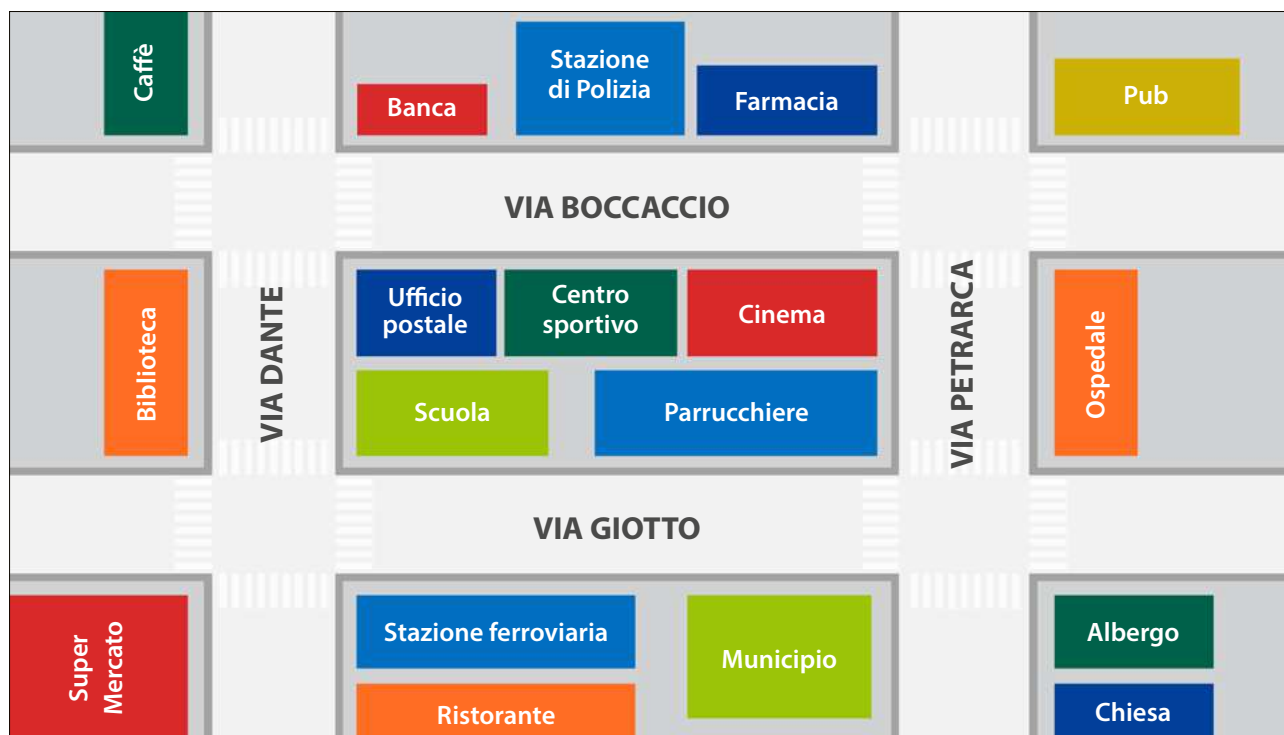 Caffè
Banca
Stazione
di Polizia
Farmacia
Pub
VIA BOCCACCIO
Biblioteca
VIA DANTE
Ufficio
postale
Centro
sportivo
Cinema
Scuola
Parrucchiere
VIA PETRARCA
Ospedale
VIA GIOTTO
Super
Mercato
Stazione ferroviaria
Ristorante
Municipio
Albergo
Chiesa